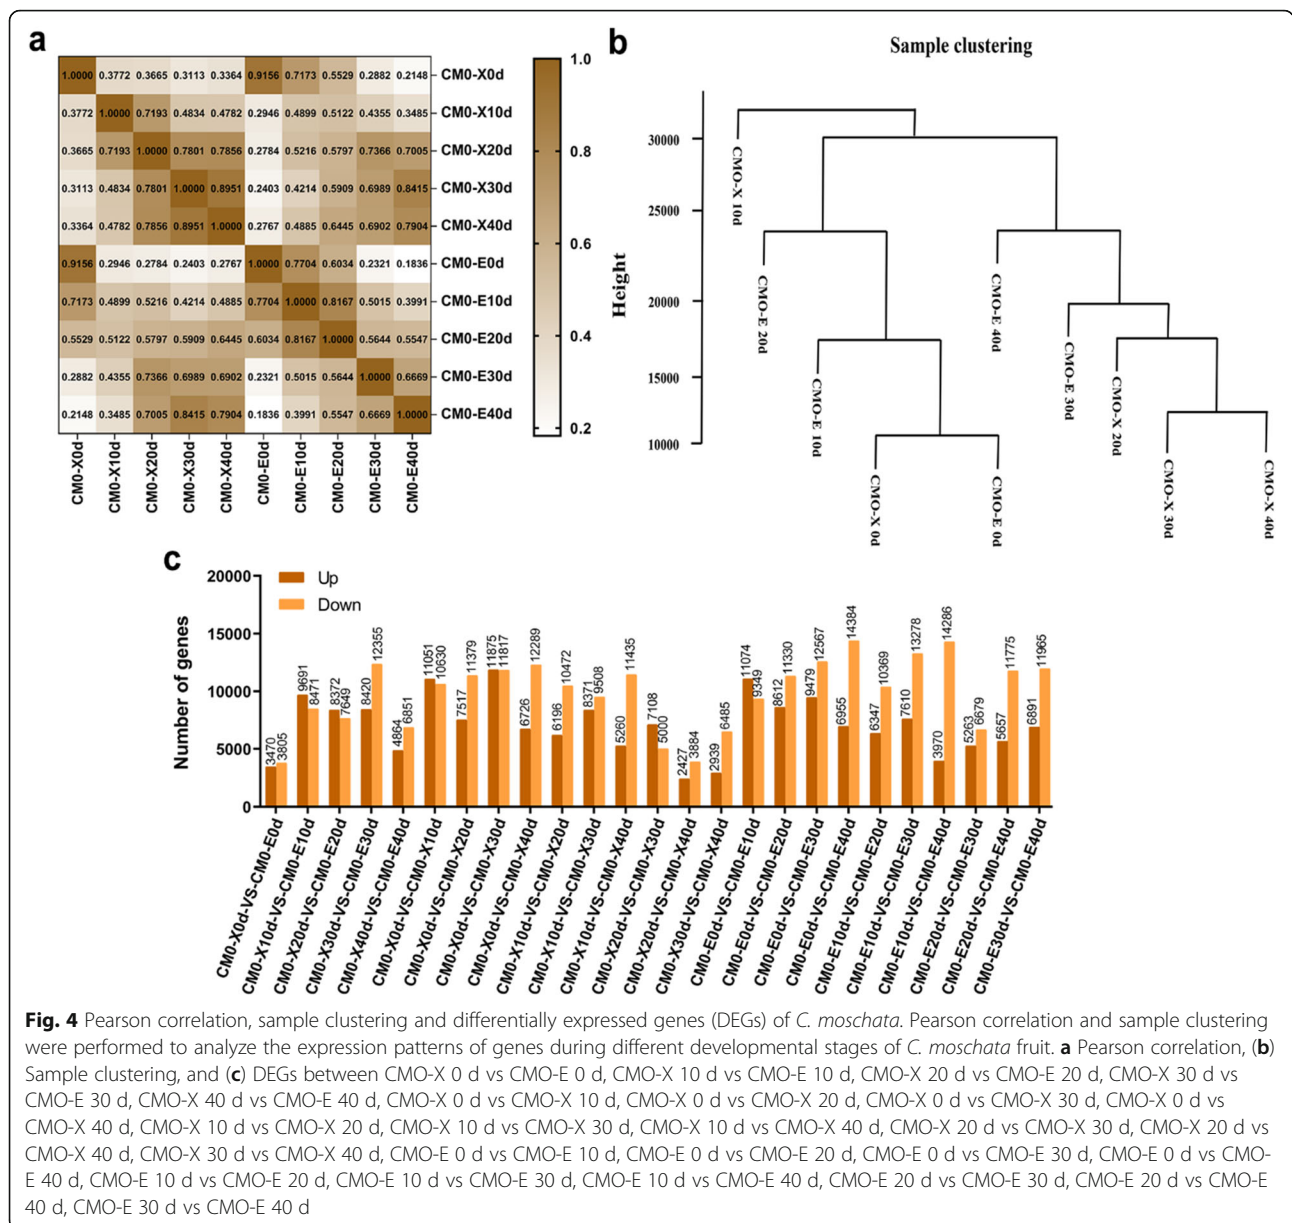 a
1.0000 0.3772 0.3665 0.3113 0.3364 0.9156 0.7173 0.5529 0.2882 0.2148 CM0-X0d
0.3772 1.0000 0.7193 0.4834 0.4782 0.2946 0.4899 0.5122 0.4355 0.3485 CM0-X10d
0.3665 0.7193 1.0000 0.7801 0.7856 0.2784 0.5216 0.5797 0.7366 0.7005 CM0-X20d
0.3113 0.4834 0.7801 1.0000 0.8951 0.2403 0.4214 0.5909 0.6989 0.8415 CM0-X30d
0.3364 0.4782 0.7856 0.8951 1.0000 0.2767 0.4885 0.6445 0.6902 0.7904 CM0-X40d
0.9156 0.2946 0.2784 0.2403 0.2767 1.0000 0.7704 0.6034 0.2321 0.1836 CM0-E0d
0.7173 0.4899 0.5216 0.4214 0.4885 0.7704 1.0000 0.8167 0.5015 0.3991 CM0-E10d
0.5529 0.5122 0.5797 0.5909 0.6445 0.6034 0.8167 1.0000 0.5644 0.5547 CM0-E20d
0.2882 0.4355 0.7366 0.6989 0.6902 0.2321 0.5015 0.5644 1.0000 0.6669 CM0-E30d
0.2148 0.3485 0.7005 0.8415 0.7904 0.1836 0.3991 0.5547 0.6669 1.0000 CM0-E40d
CM0-X0d
CM0-X10d
CM0-X20d
CM0-X30d
CM0-X40d
CM0-E0d
CM0-E10d
CM0-E20d
CM0-E30d
CM0-E40d
1.0
0.8
0.6
0.4
0.2
b
Sample clustering
Height
30000
25000
20000
15000
10000
CMO-X 10d
CMO-E 20d
CMO-E 10d
CMO-X 0d
CMO-E 0d
CMO-E 40d
CMO-E 30d
CMO-X 20d
CMO-X 30d
CMO-X 40d
c
Number of genes
20000
15000
10000
5000
0
Up
Down
3470
3805
9691
8471
8372
7649
8420
12355
4864
6851
11051
10630
7517
11379
11875
11817
6726
12289
6196
10472
8371
9508
5260
11435
7108
5000
2427
3884
2939
6485
11074
9349
8612
11330
9479
12567
6955
14384
6347
10369
7610
13278
3970
14286
5263
6679
5657
11775
6891
11965
CM0-X0d-VS-CM0-E0d
CM0-X10d-VS-CM0-E10d
CM0-X20d-VS-CM0-E20d
CM0-X30d-VS-CM0-E30d
CM0-X40d-VS-CM0-E40d
CM0-X0d-VS-CM0-X10d
CM0-X0d-VS-CM0-X20d
CM0-X0d-VS-CM0-X30d
CM0-X0d-VS-CM0-X40d
CM0-X10d-VS-CM0-X20d
CM0-X10d-VS-CM0-X30d
CM0-X10d-VS-CM0-X40d
CM0-X20d-VS-CM0-X30d
CM0-X20d-VS-CM0-X40d
CM0-X30d-VS-CM0-X40d
CM0-E0d-VS-CM0-E10d
CM0-E0d-VS-CM0-E20d
CM0-E0d-VS-CM0-E30d
CM0-E0d-VS-CM0-E40d
CM0-E10d-VS-CM0-E20d
CM0-E10d-VS-CM0-E30d
CM0-E10d-VS-CM0-E40d
CM0-E20d-VS-CM0-E30d
CM0-E20d-VS-CM0-E40d
CM0-E30d-VS-CM0-E40d
Fig. 4 Pearson correlation, sample clustering and differentially expressed genes (DEGs) of C. moschata. Pearson correlation and sample clustering
were performed to analyze the expression patterns of genes during different developmental stages of C. moschata fruit. a Pearson correlation, (b)
Sample clustering, and (c) DEGs between CMO-X 0 d vs CMO-E 0 d, CMO-X 10 d vs CMO-E 10 d, CMO-X 20 d vs CMO-E 20 d, CMO-X 30 d vs
CMO-E 30 d, CMO-X 40 d vs CMO-E 40 d, CMO-X 0 d vs CMO-X 10 d, CMO-X 0 d vs CMO-X 20 d, CMO-X 0 d vs CMO-X 30 d, CMO-X 0 d vs
CMO-X 40 d, CMO-X 10 d vs CMO-X 20 d, CMO-X 10 d vs CMO-X 30 d, CMO-X 10 d vs CMO-X 40 d, CMO-X 20 d vs CMO-X 30 d, CMO-X 20 d vs
CMO-X 40 d, CMO-X 30 d vs CMO-X 40 d, CMO-E 0 d vs CMO-E 10 d, CMO-E 0 d vs CMO-E 20 d, CMO-E 0 d vs CMO-E 30 d, CMO-E 0 d vs CMO-
E 40 d, CMO-E 10 d vs CMO-E 20 d, CMO-E 10 d vs CMO-E 30 d, CMO-E 10 d vs CMO-E 40 d, CMO-E 20 d vs CMO-E 30 d, CMO-E 20 d vs CMO-E
40 d, CMO-E 30 d vs CMO-E 40 d